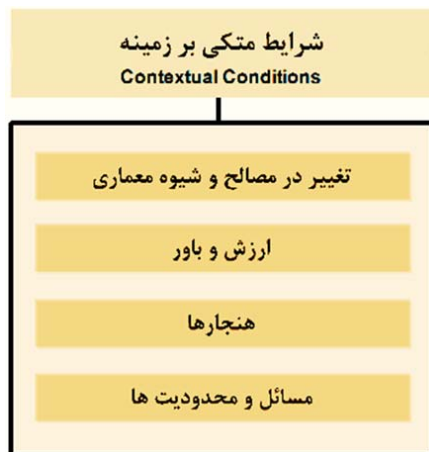 شرایط متکی بر زمینه
Contextual Conditions
تغییر در مصالح و شیوه معماری
ارزش و باور
هنجارها
مسائل و محدودیت ها